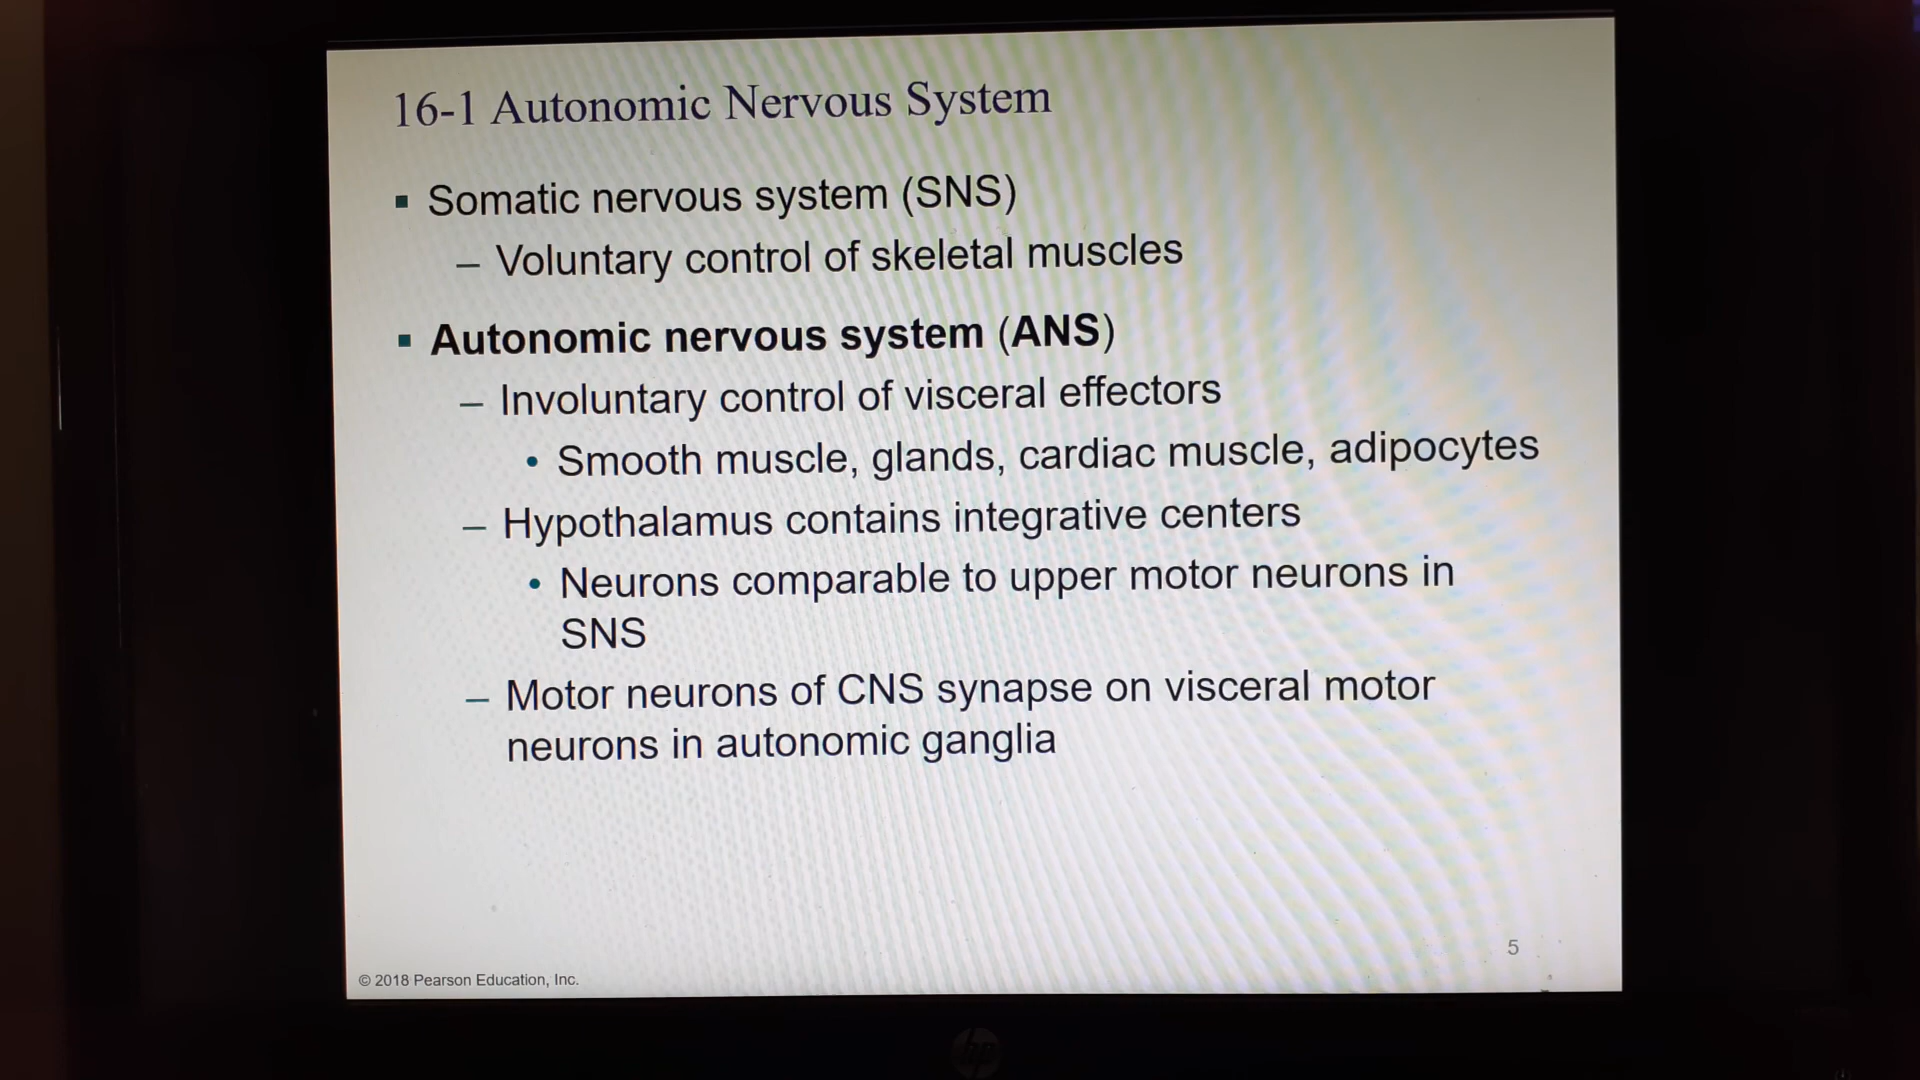 16-1 Autonomic Nervous System
▪ Somatic nervous system (SNS)
– Voluntary control of skeletal muscles
▪ Autonomic nervous system (ANS)
– Involuntary control of visceral effectors
• Smooth muscle, glands, cardiac muscle, adipocytes
– Hypothalamus contains integrative centers
• Neurons comparable to upper motor neurons in
SNS
– Motor neurons of CNS synapse on visceral motor
neurons in autonomic ganglia
5
© 2018 Pearson Education, Inc.
hp